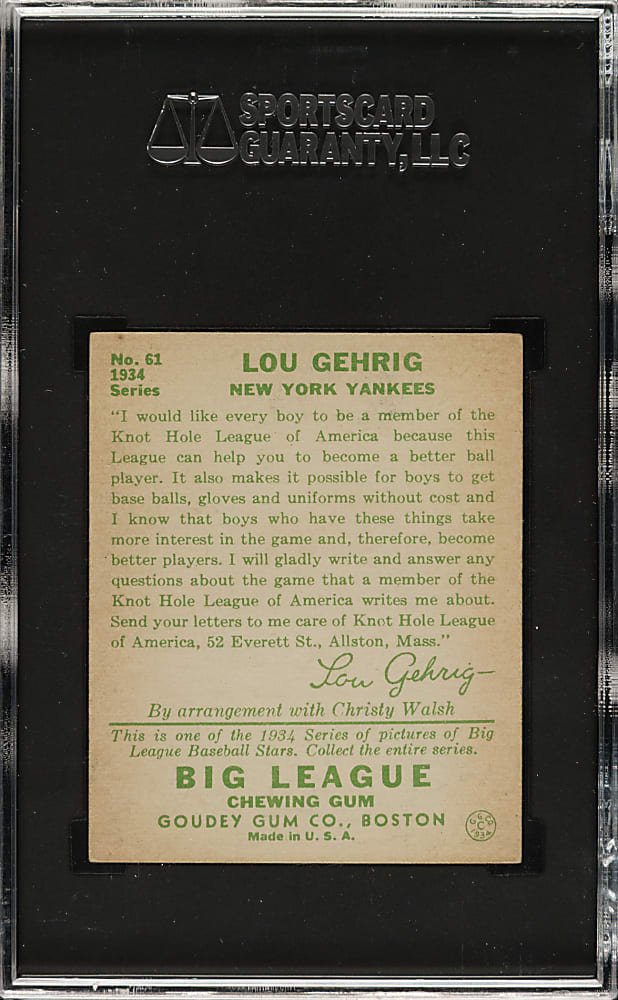 SPORTSCARD
GUARANTY, LLC
No. 61
1934
Series
LOU GEHRIG
NEW YORK YANKEES
"I would like every boy to be a member of the
Knot Hole League of America because this
League can help you to become a better ball
player. It also makes it possible for boys to get
base balls, gloves and uniforms without cost and
I know that boys who have these things take
more interest in the game and, therefore, become
better players. I will gladly write and answer any
questions about the game that a member of the
Knot Hole League of America writes me about.
Send your letters to me care of Knot Hole League
of America, 52 Everett St., Allston, Mass."
Lou Gehrig
By arrangement with Christy Walsh
This is one of the 1934 Series of pictures of Big
League Baseball Stars. Collect the entire series.
BIG LEAGUE
CHEWING GUM
GOUDEY GUM CO., BOSTON
Made in U. S. A.
G. G. CO.
C
1934